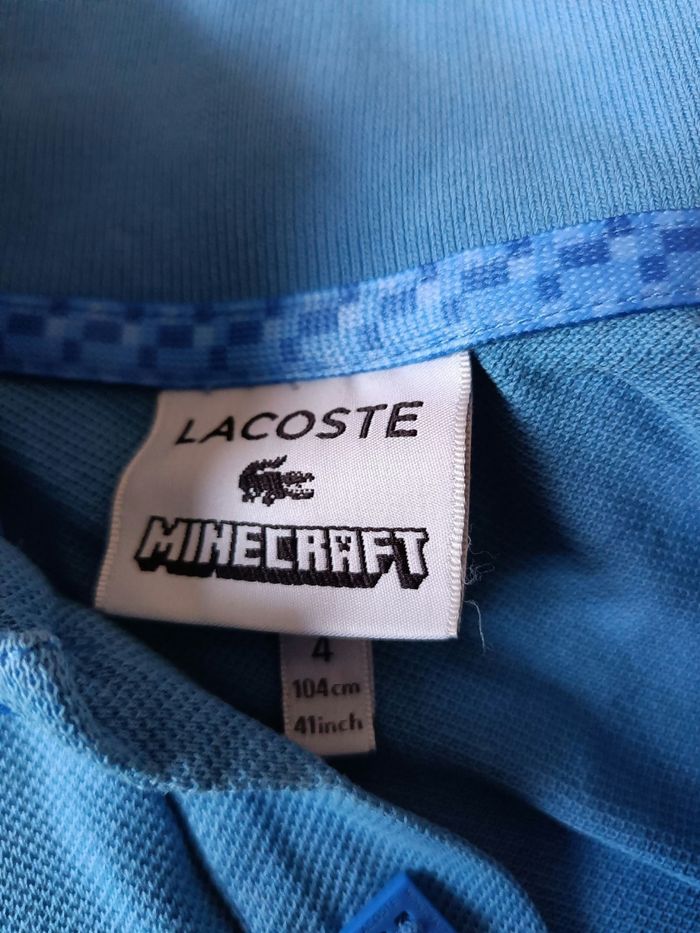 LACOSTE
MINECRAFT
4
104cm
41inch